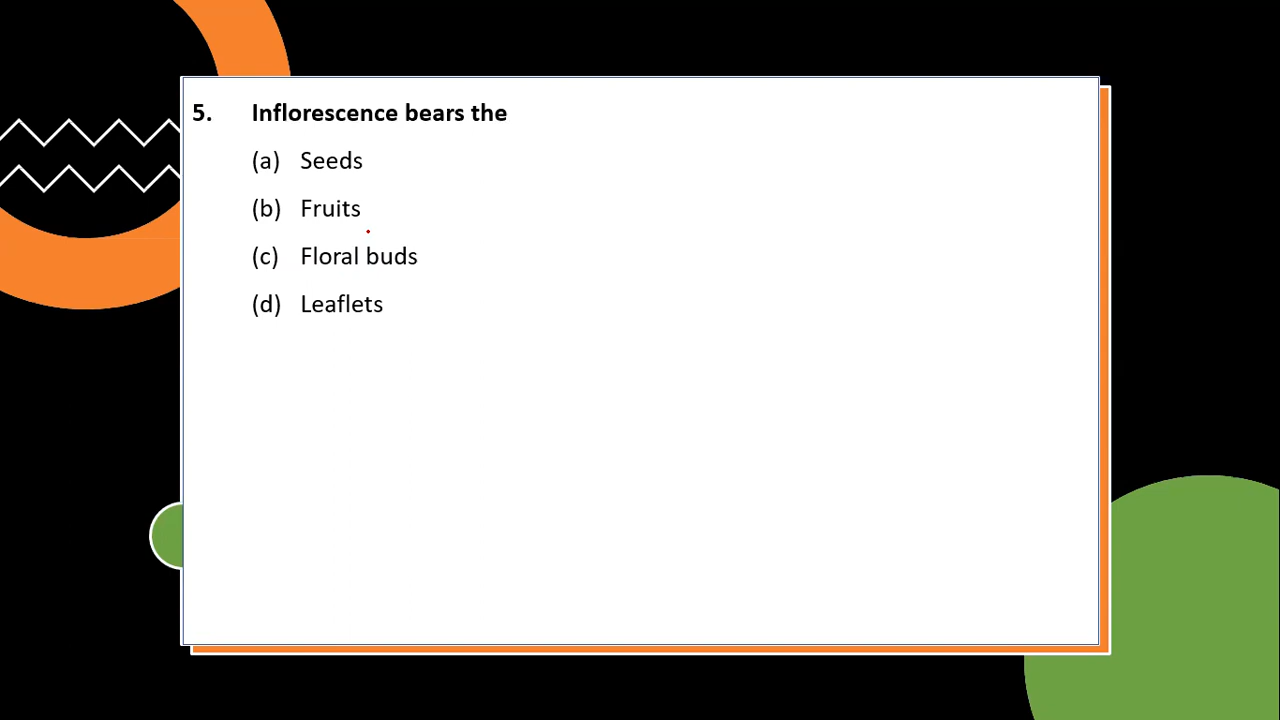 5. Inflorescence bears the
(a) Seeds
(b) Fruits
(c) Floral buds
(d) Leaflets